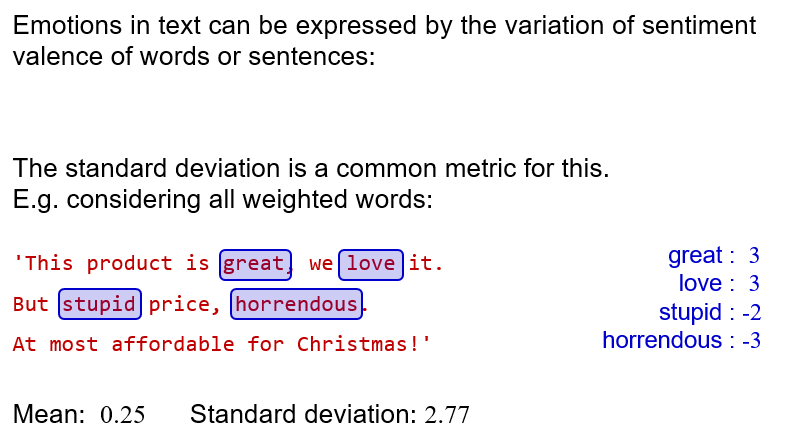 Emotions in text can be expressed by the variation of sentiment
valence of words or sentences:
The standard deviation is a common metric for this.
E.g. considering all weighted words:
'This product is great, we love it.
But stupid price, horrendous.
At most affordable for Christmas!'
great : 3
love : 3
stupid : -2
horrendous : -3
Mean: 0.25 Standard deviation: 2.77